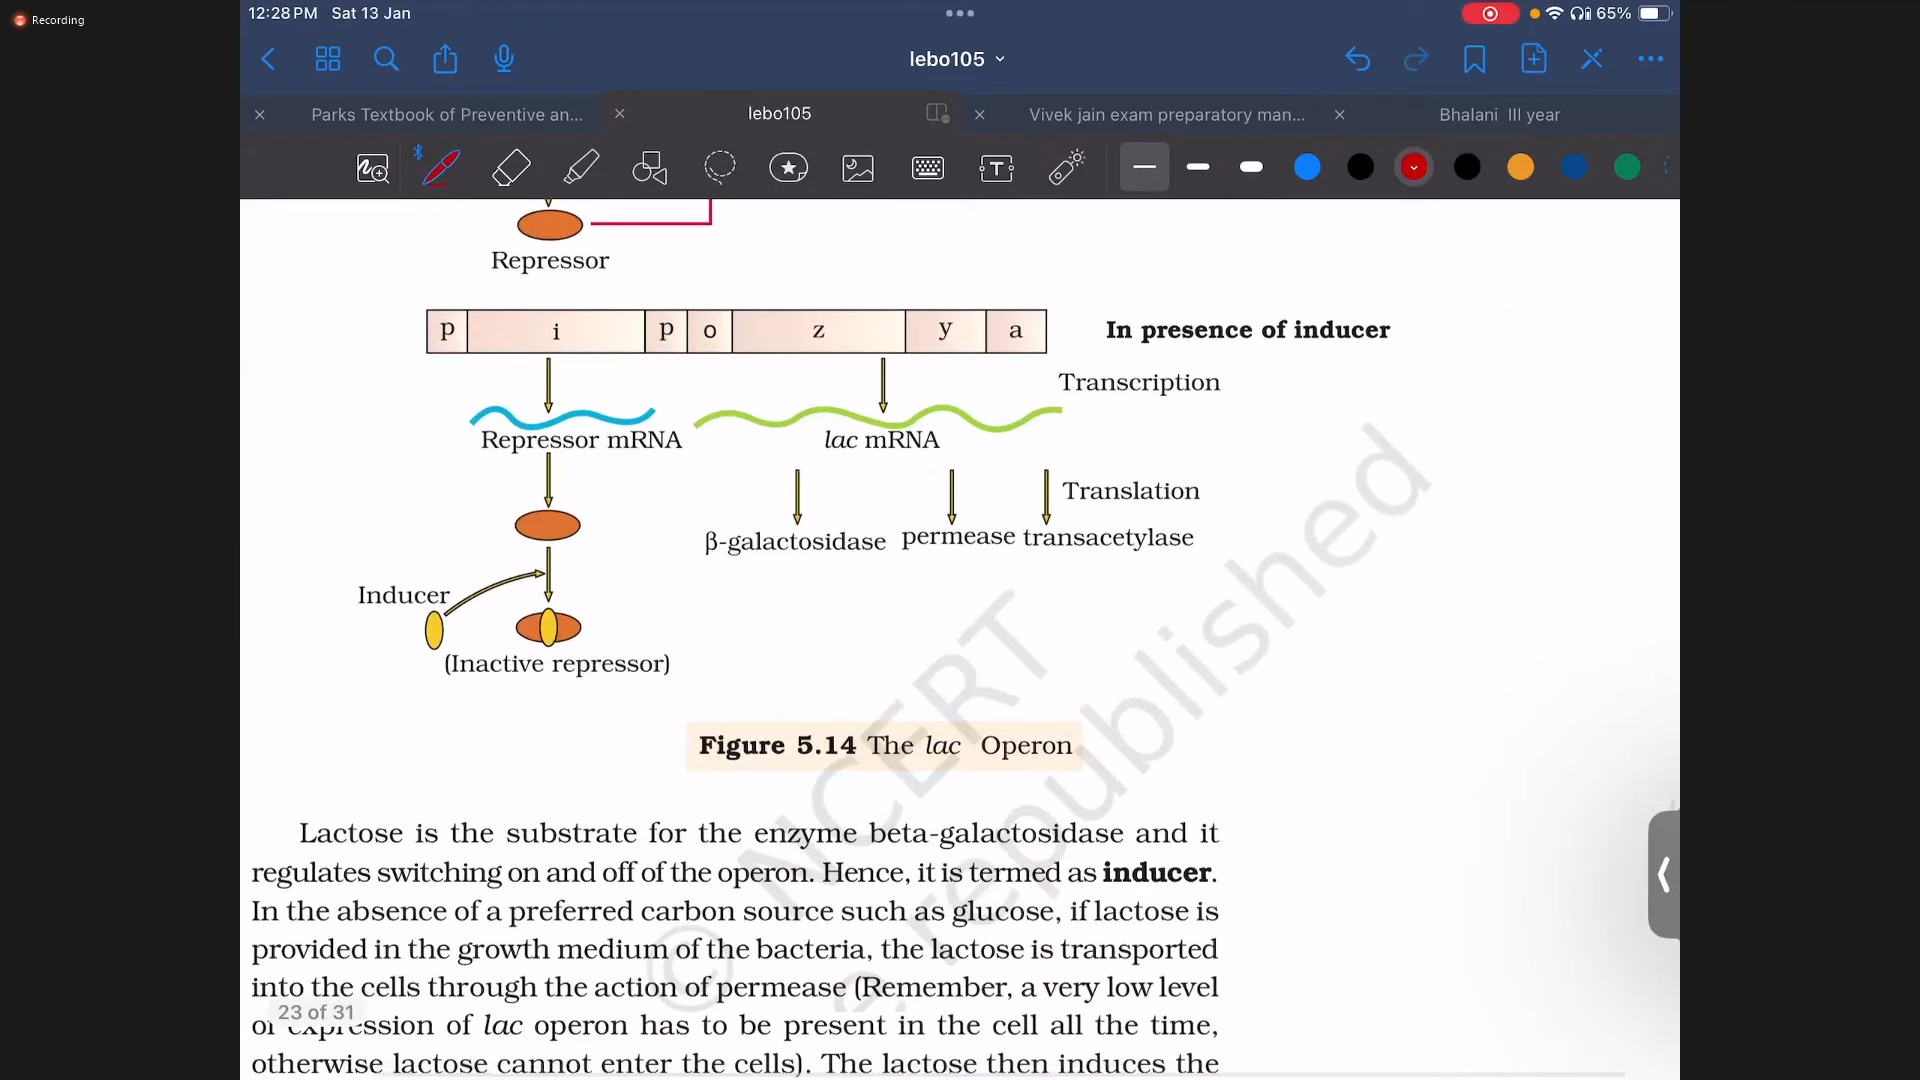 Recording
12:28 PM Sat 13 Jan
65%
lebo105
Parks Textbook of Preventive an...
lebo105
Vivek jain exam preparatory man...
Bhalani III year
Repressor
p i p o z y a
In presence of inducer
Transcription
Repressor mRNA
lac mRNA
Translation
β-galactosidase permease transacetylase
Inducer
(Inactive repressor)
Figure 5.14 The lac Operon
Lactose is the substrate for the enzyme beta-galactosidase and it
regulates switching on and off of the operon. Hence, it is termed as inducer.
In the absence of a preferred carbon source such as glucose, if lactose is
provided in the growth medium of the bacteria, the lactose is transported
into the cells through the action of permease (Remember, a very low level
23 of 31
of expression of lac operon has to be present in the cell all the time,
otherwise lactose cannot enter the cells). The lactose then induces the
© NCERT
republished